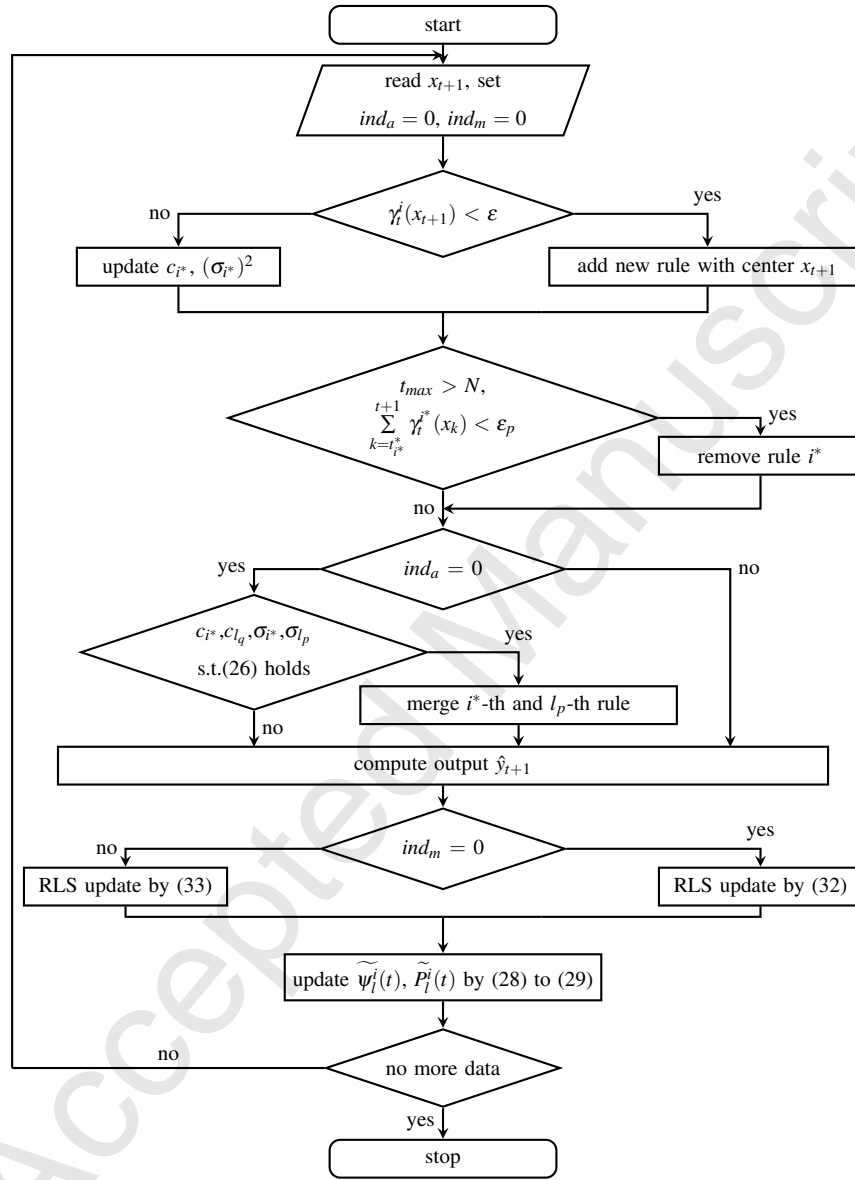 start
read x_{t+1}, set
ind_a = 0, ind_m = 0
γ_t^i(x_{t+1}) < ε
no
yes
update c_{i*}, (σ_{i*})^2
add new rule with center x_{t+1}
t_{max} > N,
∑_{k=t_{i*}^*}^{t+1} γ_t^{i*}(x_k) < ε_p
yes
remove rule i*
no
ind_a = 0
yes
no
c_{i*},c_{l_q},σ_{i*},σ_{l_p}
s.t.(26) holds
yes
merge i*-th and l_p-th rule
no
compute output ŷ_{t+1}
ind_m = 0
no
yes
RLS update by (33)
RLS update by (32)
update \widetilde{ψ_l^i}(t), \widetilde{P_l^i}(t) by (28) to (29)
no more data
no
yes
stop
Accepted Manuscrip